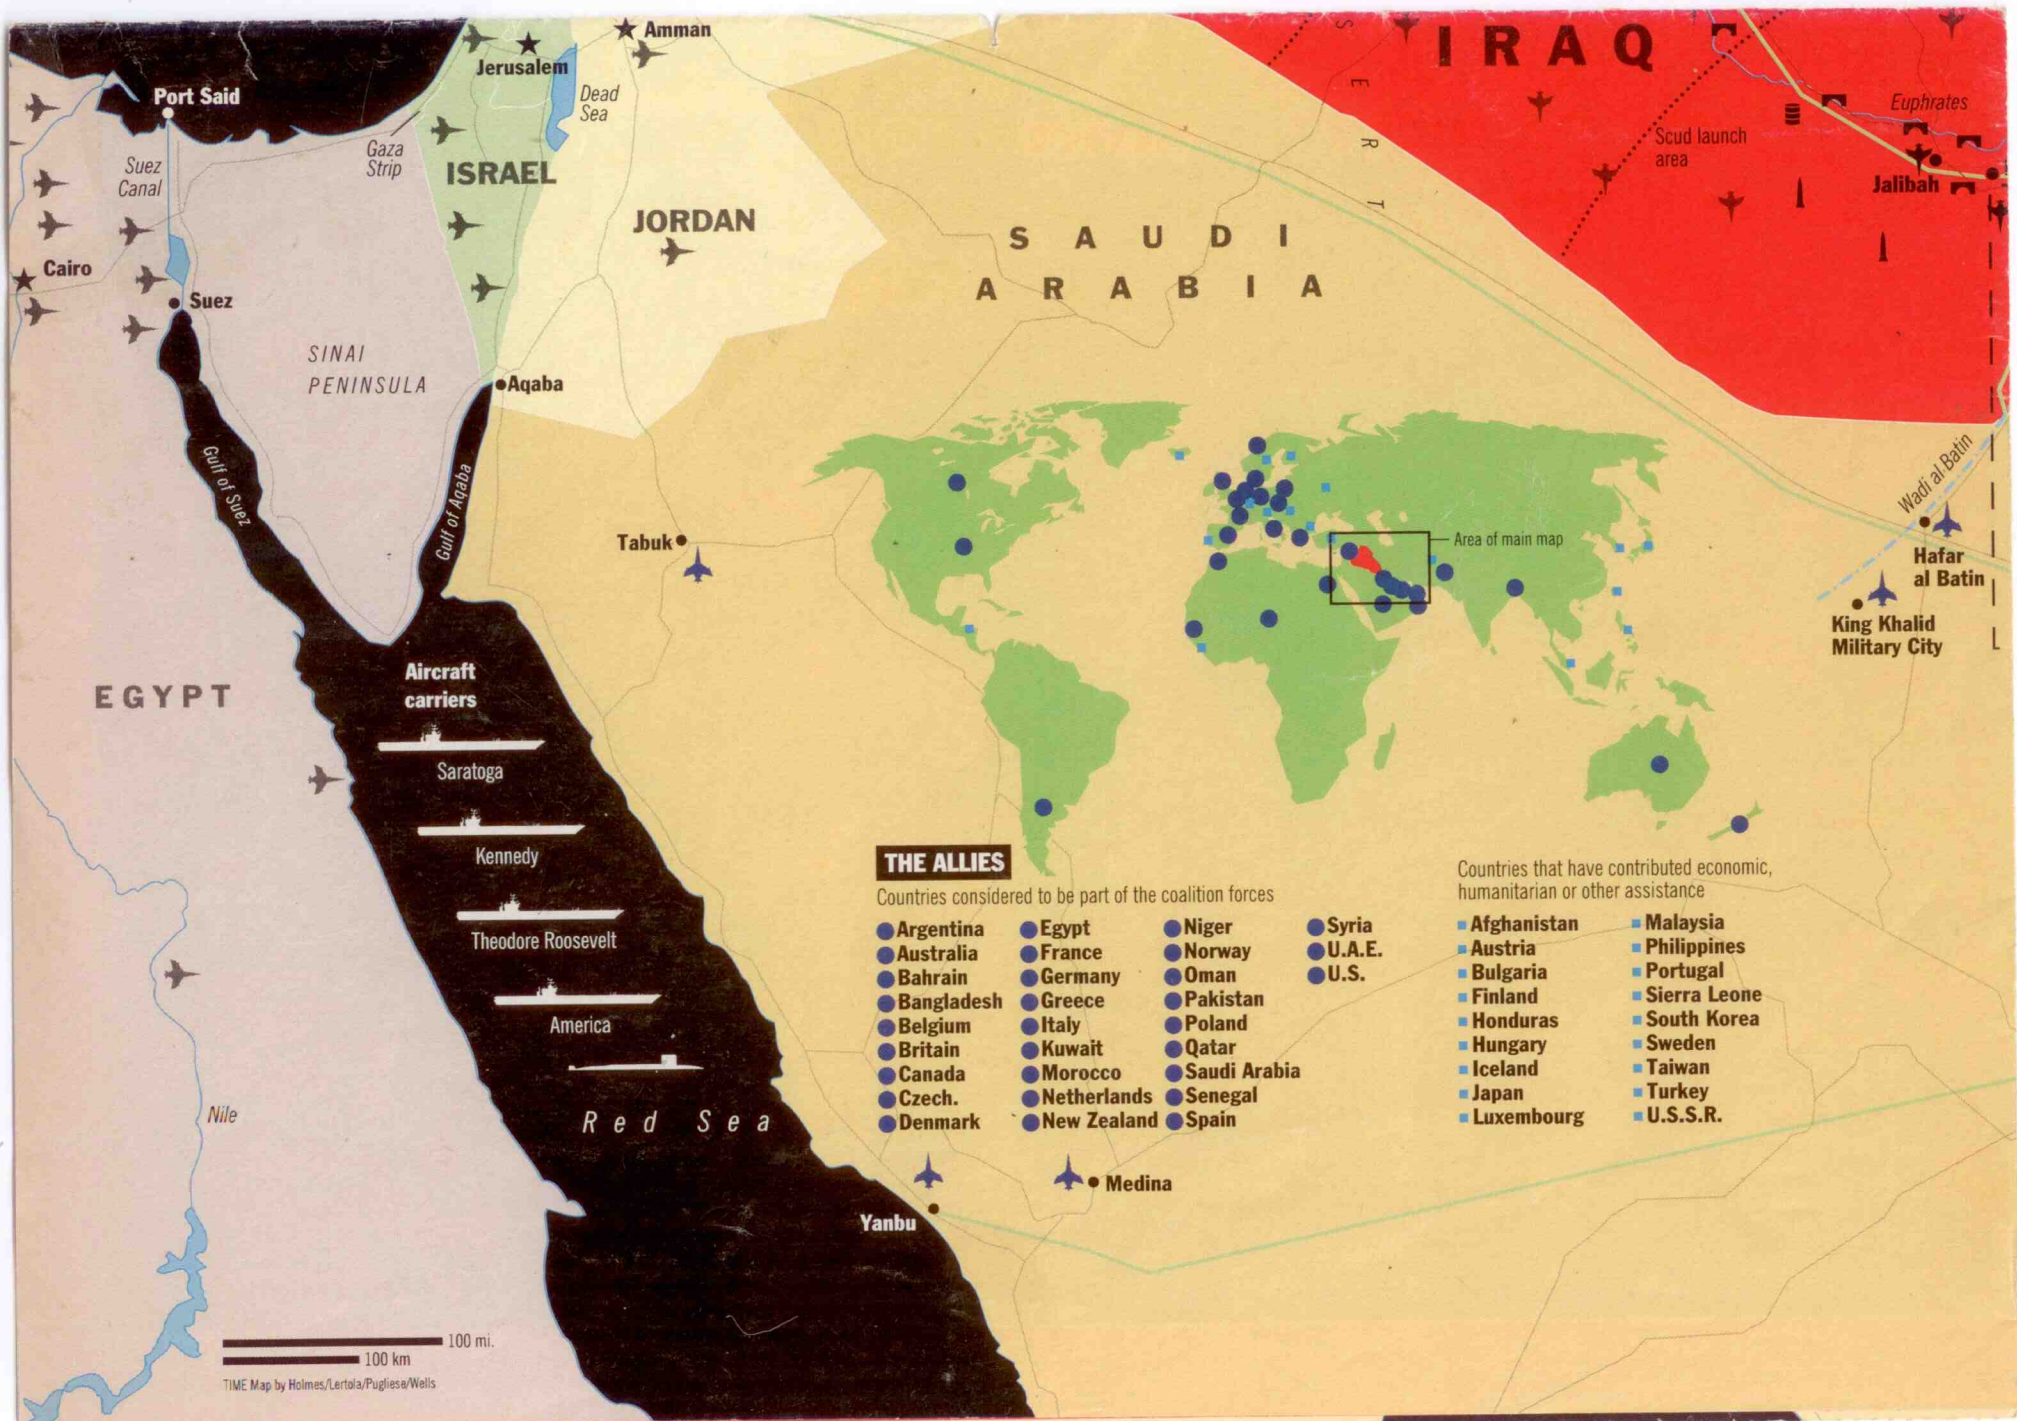 Amman
Jerusalem
Dead
Sea
Port Said
Gaza
Strip
Suez
Canal
ISRAEL
JORDAN
Cairo
Suez
SINAI
PENINSULA
Aqaba
Gulf of Suez
Gulf of Aqaba
SAUDI
ARABIA
S E R T
IRAQ
Euphrates
Scud launch
area
Jalibah
Wadi al-Batin
Hafar
al Batin
King Khalid
Military City
Tabuk
Area of main map
EGYPT
Aircraft
carriers
Saratoga
Kennedy
Theodore Roosevelt
America
Red Sea
Nile
THE ALLIES
Countries considered to be part of the coalition forces
Argentina
Australia
Bahrain
Bangladesh
Belgium
Britain
Canada
Czech.
Denmark
Egypt
France
Germany
Greece
Italy
Kuwait
Morocco
Netherlands
New Zealand
Niger
Norway
Oman
Pakistan
Poland
Qatar
Saudi Arabia
Senegal
Spain
Syria
U.A.E.
U.S.
Countries that have contributed economic,
humanitarian or other assistance
Afghanistan
Austria
Bulgaria
Finland
Honduras
Hungary
Iceland
Japan
Luxembourg
Malaysia
Philippines
Portugal
Sierra Leone
South Korea
Sweden
Taiwan
Turkey
U.S.S.R.
Medina
Yanbu
100 mi.
100 km
TIME Map by Holmes/Lertola/Pugliese/Wells